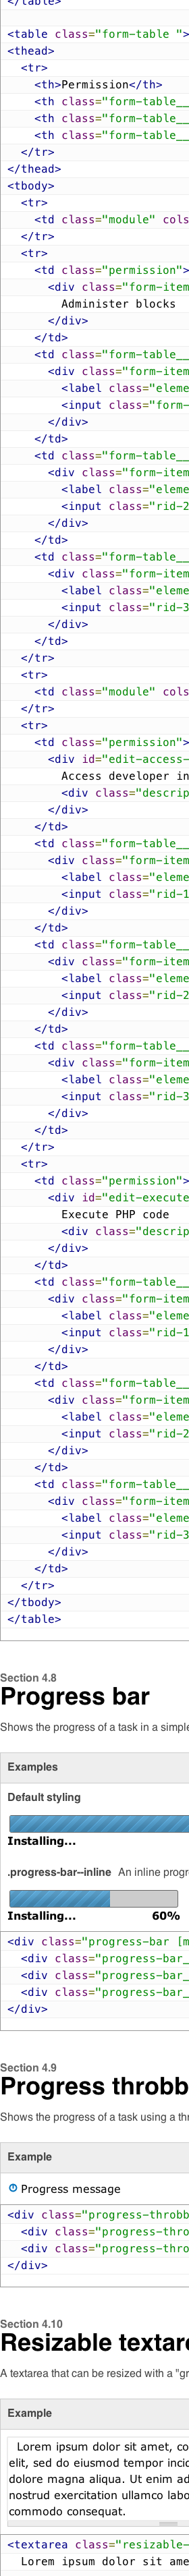 </table>
<table class="form-table ">
<thead>
<tr>
<th>Permission</th>
<th class="form-table__
<th class="form-table__
<th class="form-table__
</tr>
</thead>
<tbody>
<tr>
<td class="module" cols
</tr>
<tr>
<td class="permission">
<div class="form-item
Administer blocks
</div>
</td>
<td class="form-table__
<div class="form-item
<label class="eleme
<input class="form-
</div>
</td>
<td class="form-table__
<div class="form-item
<label class="eleme
<input class="rid-2
</div>
</td>
<td class="form-table__
<div class="form-item
<label class="eleme
<input class="rid-3
</div>
</td>
</tr>
<tr>
<td class="module" cols
</tr>
<tr>
<td class="permission">
<div id="edit-access-
Access developer in
<div class="descrip
</div>
</td>
<td class="form-table__
<div class="form-item
<label class="eleme
<input class="rid-1
</div>
</td>
<td class="form-table__
<div class="form-item
<label class="eleme
<input class="rid-2
</div>
</td>
<td class="form-table__
<div class="form-item
<label class="eleme
<input class="rid-3
</div>
</td>
</tr>
<tr>
<td class="permission">
<div id="edit-execute
Execute PHP code
<div class="descrip
</div>
</td>
<td class="form-table__
<div class="form-item
<label class="eleme
<input class="rid-1
</div>
</td>
<td class="form-table__
<div class="form-item
<label class="eleme
<input class="rid-2
</div>
</td>
<td class="form-table__
<div class="form-item
<label class="eleme
<input class="rid-3
</div>
</td>
</tr>
</tbody>
</table>
Section 4.8
Progress bar
Shows the progress of a task in a simple
Examples
Default styling
Installing...
.progress-bar--inline An inline progr
Installing... 60%
<div class="progress-bar [m
<div class="progress-bar_
<div class="progress-bar_
<div class="progress-bar_
</div>
Section 4.9
Progress throbb
Shows the progress of a task using a thr
Example
Progress message
<div class="progress-throbb
<div class="progress-thro
<div class="progress-thro
</div>
Section 4.10
Resizable textare
A textarea that can be resized with a "gr
Example
Lorem ipsum dolor sit amet, co
elit, sed do eiusmod tempor incid
dolore magna aliqua. Ut enim ad
nostrud exercitation ullamco labo
commodo consequat.
<textarea class="resizable-
Lorem ipsum dolor sit ame